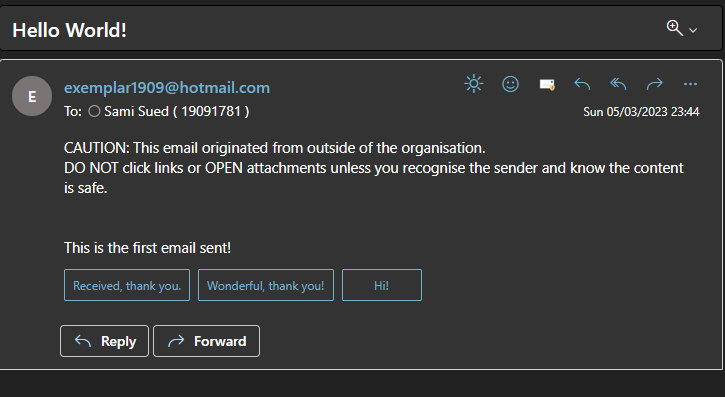 Hello World!
E
exemplar1909@hotmail.com
To: Sami Sued ( 19091781 )
Sun 05/03/2023 23:44
CAUTION: This email originated from outside of the organisation.
DO NOT click links or OPEN attachments unless you recognise the sender and know the content
is safe.
This is the first email sent!
Received, thank you.
Wonderful, thank you!
Hi!
Reply
Forward